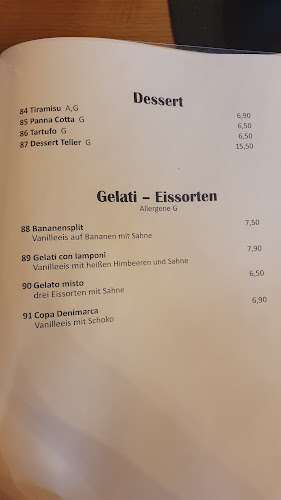 Dessert
84 Tiramisu A,G 6,90
85 Panna Cotta G 6,50
86 Tartufo G 6,50
87 Dessert Teller G 15,50
Gelati – Eissorten
Allergene G
88 Bananensplit 7,50
Vanilleeis auf Bananen mit Sahne
89 Gelati con lamponi 7,90
Vanilleeis mit heißen Himbeeren und Sahne
90 Gelato misto 6,50
drei Eissorten mit Sahne
91 Copa Denimarca 6,90
Vanilleeis mit Schoko